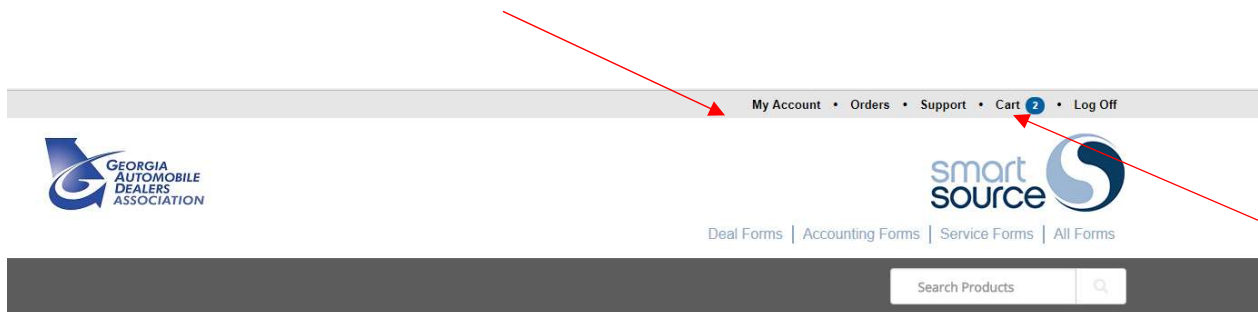 My Account • Orders • Support • Cart 2 • Log Off
GEORGIA
AUTOMOBILE
DEALERS
ASSOCIATION
smart
source
Deal Forms | Accounting Forms | Service Forms | All Forms
Search Products